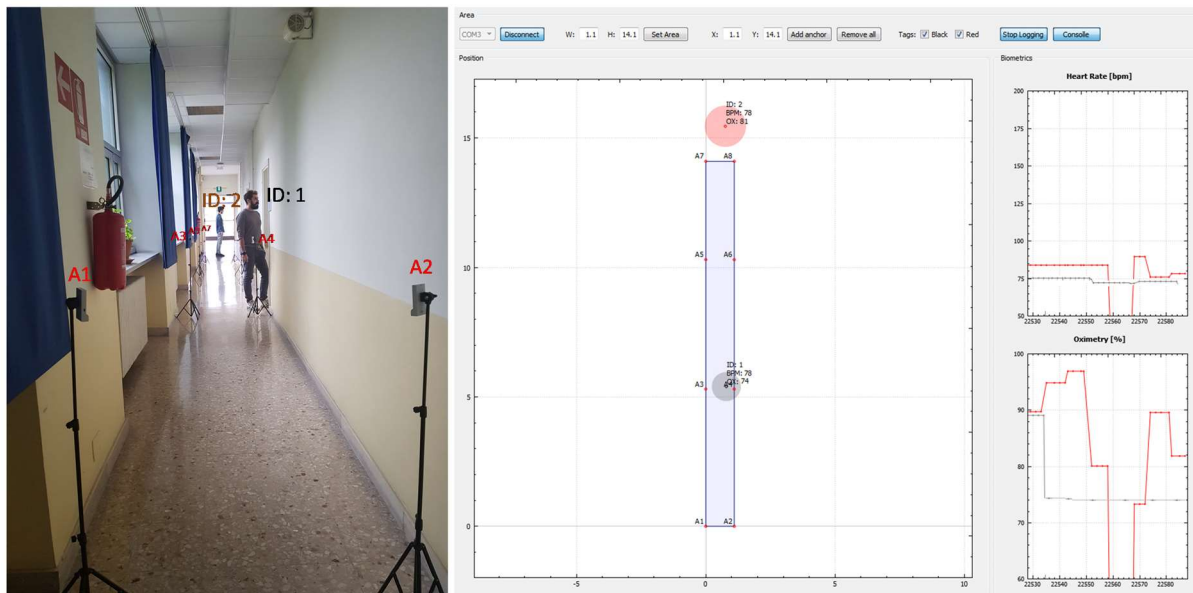 ID: 2
ID: 1
A3
A7
A4
A1
A2
Area
COM3
Disconnect
W: 1.1
H: 14.1
Set Area
X: 1.1
Y: 14.1
Add anchor
Remove all
Tags:
Black
Red
Stop Logging
Consolle
Position
ID: 2
BPM: 78
OX: 81
15
A7
A8
10
A5
A6
ID: 1
BPM: 78
OX: 74
A3
5
A1
A2
0
-5
0
5
10
Biometrics
Heart Rate [bpm]
200
175
150
125
100
75
50
22530
22540
22550
22560
22570
22580
Oximetry [%]
100
90
80
70
60
22530
22540
22550
22560
22570
22580